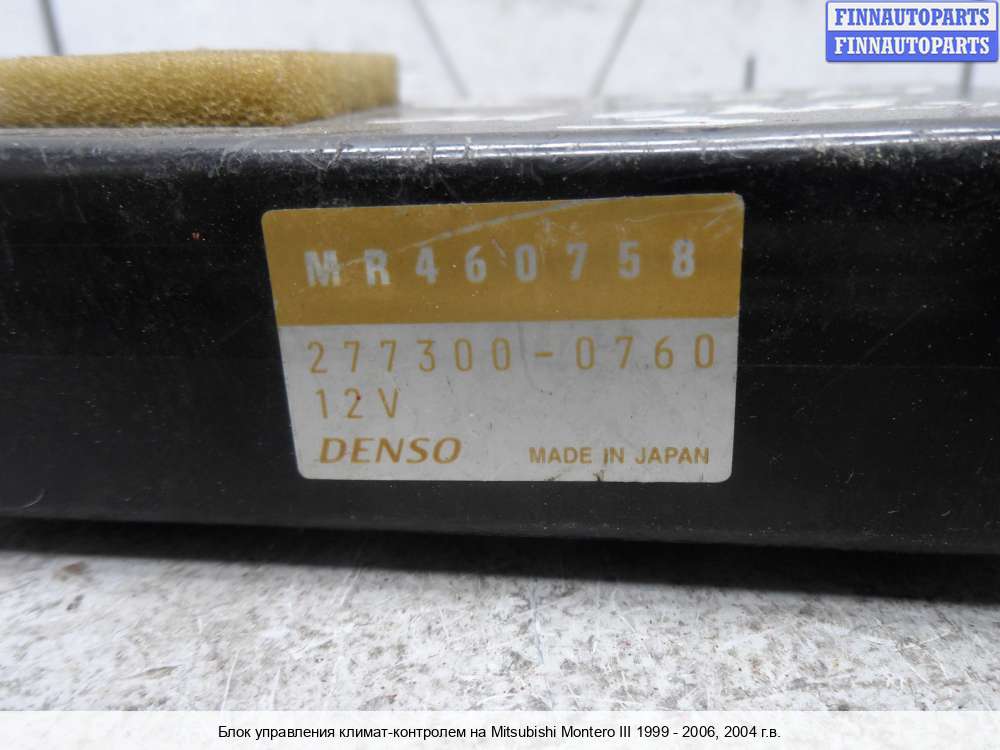 FINNAUTOPARTS
FINNAUTOPARTS
MR460758
277300-0760
12V
DENSO MADE IN JAPAN
Блок управления климат-контролем на Mitsubishi Montero III 1999 - 2006, 2004 г.в.